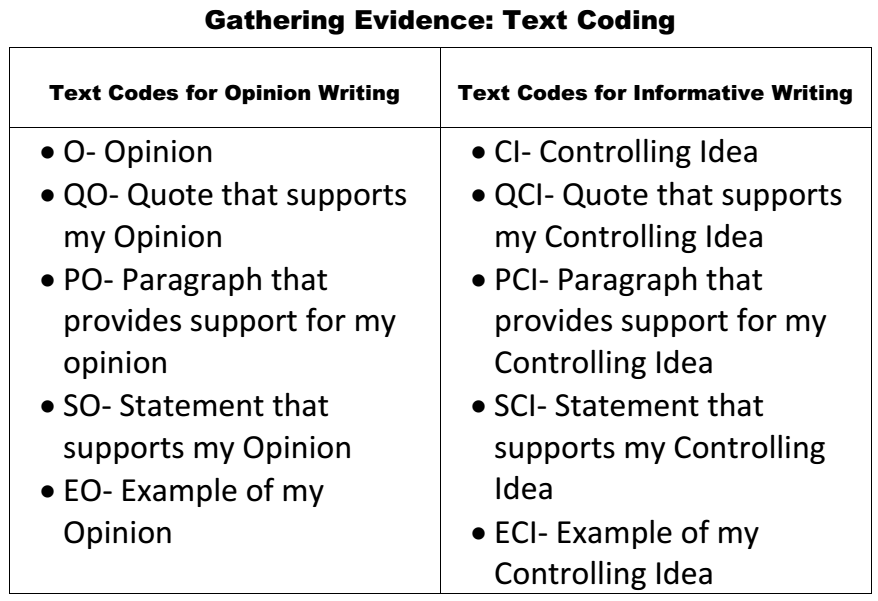 Gathering Evidence: Text Coding
Text Codes for Opinion Writing
• O- Opinion
• QO- Quote that supports
my Opinion
• PO- Paragraph that
provides support for my
opinion
• SO- Statement that
supports my Opinion
• EO- Example of my
Opinion
Text Codes for Informative Writing
• CI- Controlling Idea
• QCI- Quote that supports
my Controlling Idea
• PCI- Paragraph that
provides support for my
Controlling Idea
• SCI- Statement that
supports my Controlling
Idea
• ECI- Example of my
Controlling Idea